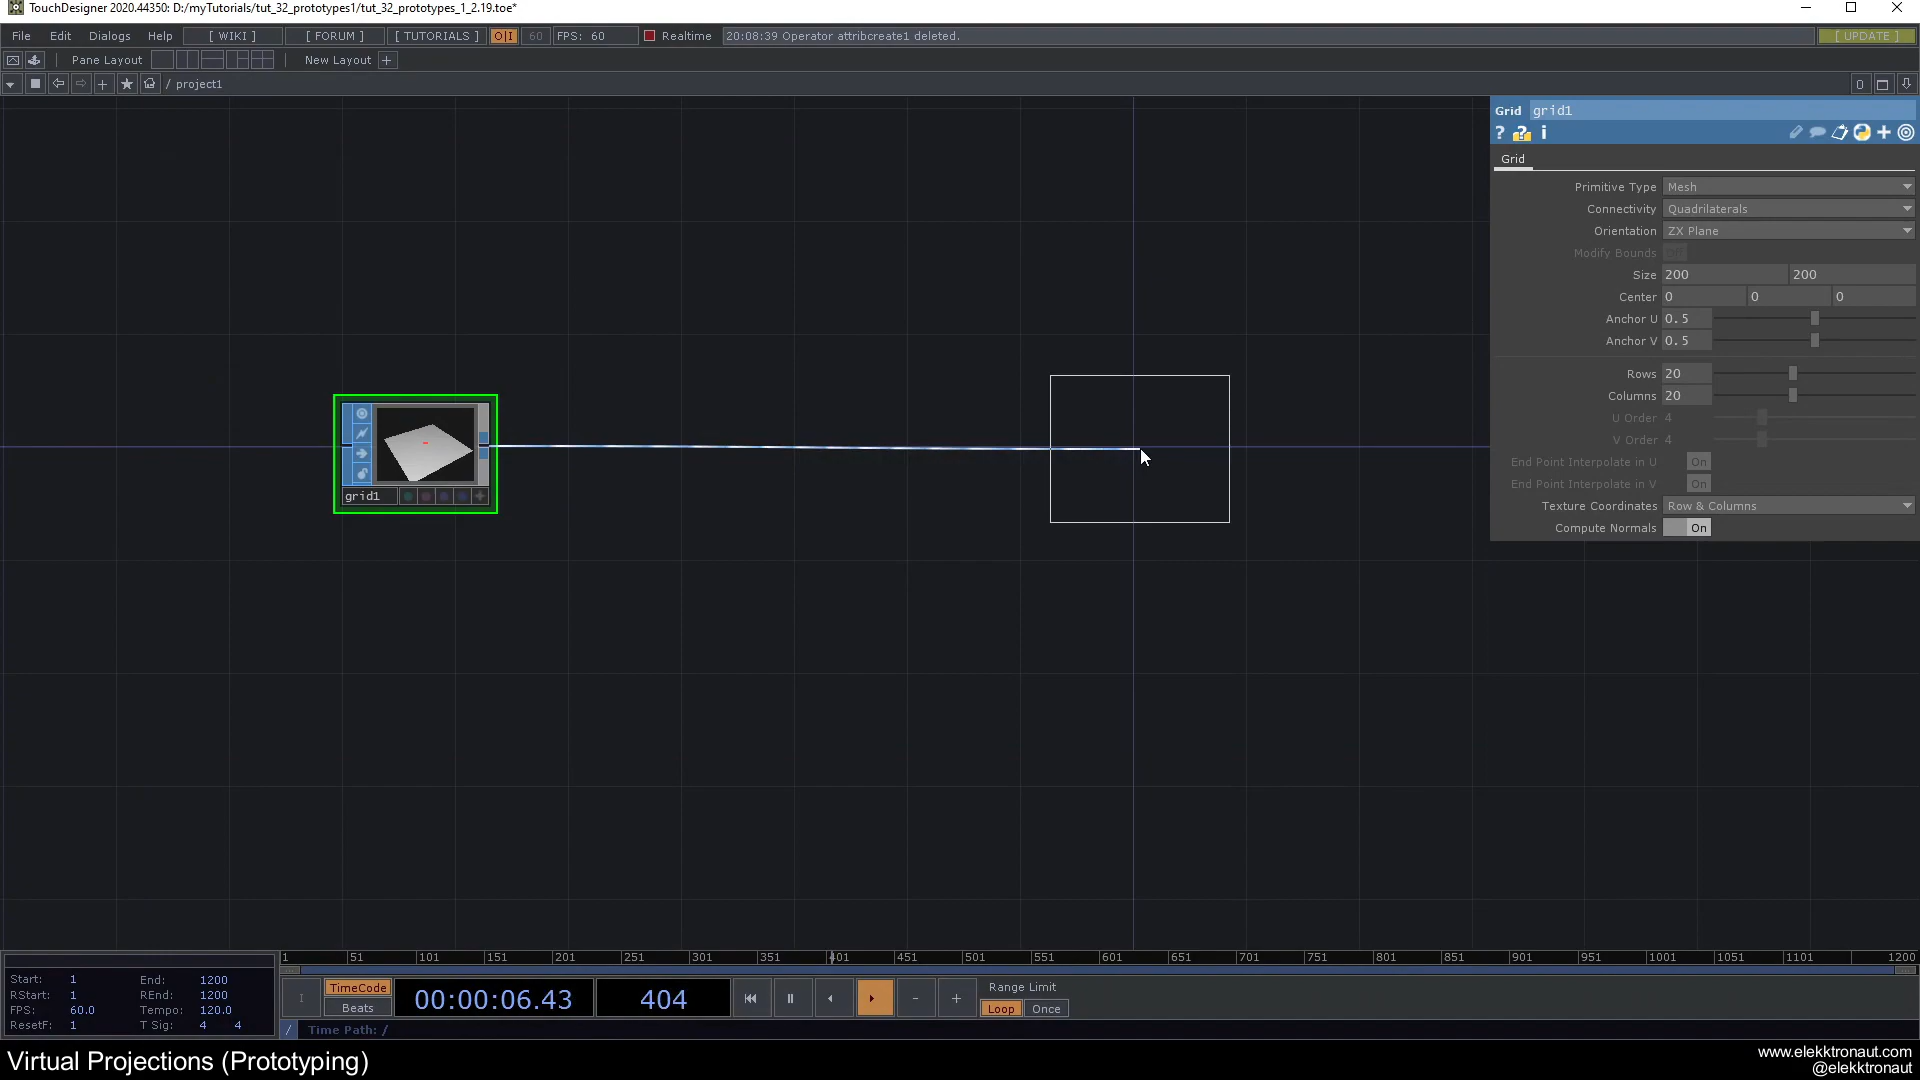 TouchDesigner 2020.44350: D:/myTutorials/tut_32_prototypes1/tut_32_prototypes_1_2.19.toe*
File Edit Dialogs Help [ WIKI ] [ FORUM ] [ TUTORIALS ] O|I 60 FPS: 60 Realtime 20:08:39 Operator attribcreate1 deleted. [ UPDATE ]
Pane Layout New Layout +
/ project1 0
Grid grid1
? ? i
Grid
Primitive Type Mesh
Connectivity Quadrilaterals
Orientation ZX Plane
Modify Bounds
Size 200 200
Center 0 0 0
Anchor U 0.5
Anchor V 0.5
Rows 20
Columns 20
U Order 4
V Order 4
End Point Interpolate in U On
End Point Interpolate in V On
Texture Coordinates Row & Columns
Compute Normals On
grid1
1 51 101 151 201 251 301 351 401 451 501 551 601 651 701 751 801 851 901 951 1001 1051 1101 1200
Start: 1 End: 1200
RStart: 1 REnd: 1200
FPS: 60.0 Tempo: 120.0
ResetF: 1 T Sig: 4 4
I TimeCode Beats 00:00:06.43 404 - + Range Limit
Loop Once
/ Time Path: /
Virtual Projections (Prototyping)
www.elekktronaut.com
@elekktronaut